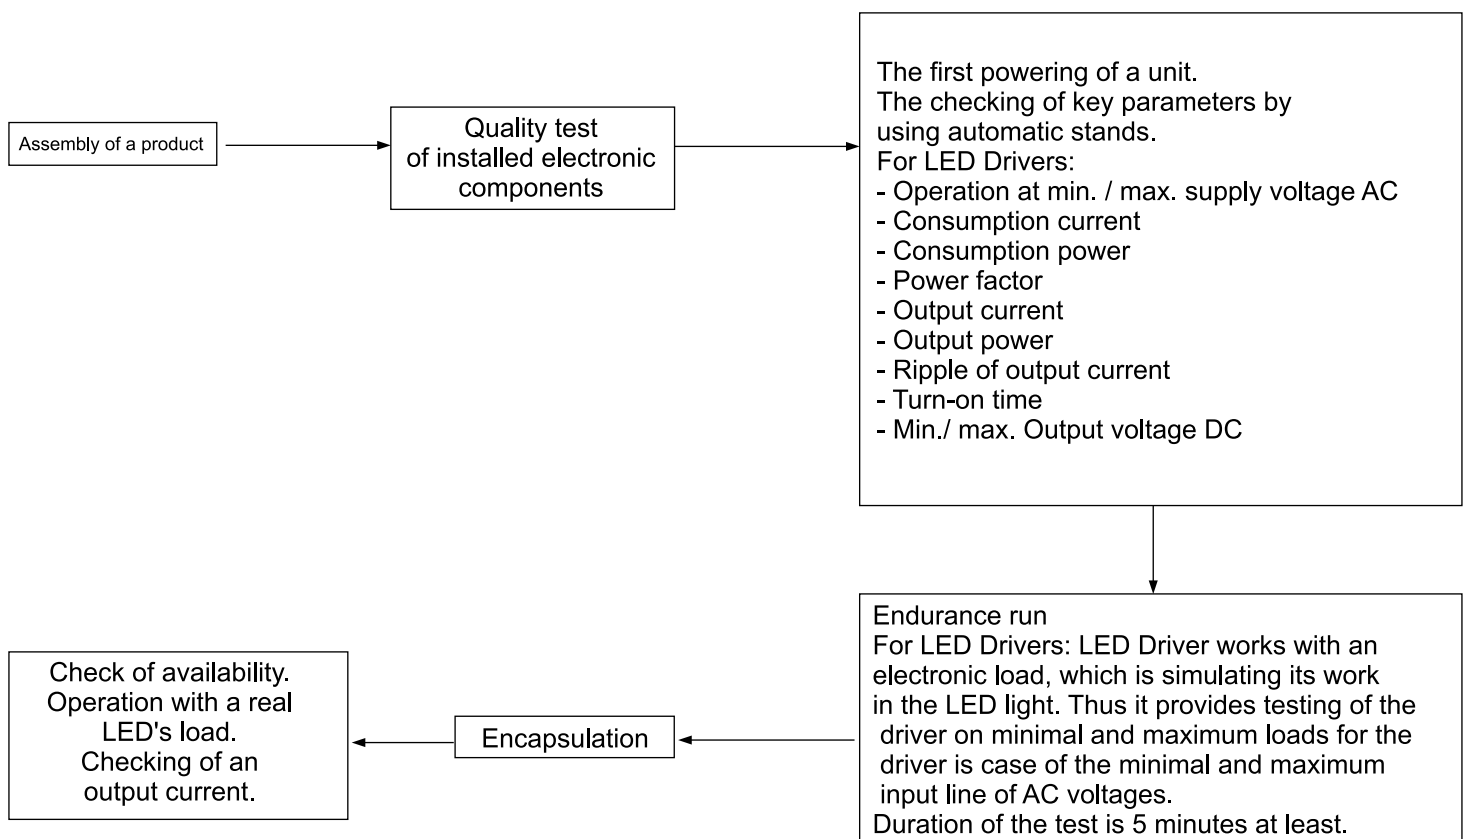 Assembly of a product
Quality test
of installed electronic
components
The first powering of a unit.
The checking of key parameters by
using automatic stands.
For LED Drivers:
- Operation at min. / max. supply voltage AC
- Consumption current
- Consumption power
- Power factor
- Output current
- Output power
- Ripple of output current
- Turn-on time
- Min./ max. Output voltage DC
Endurance run
For LED Drivers: LED Driver works with an
electronic load, which is simulating its work
in the LED light. Thus it provides testing of the
driver on minimal and maximum loads for the
driver is case of the minimal and maximum
input line of AC voltages.
Duration of the test is 5 minutes at least.
Encapsulation
Check of availability.
Operation with a real
LED's load.
Checking of an
output current.